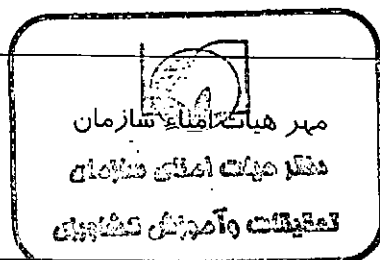 مهر هیات امناء سازمان
دفتر هیات امنای سازمان
تحقیقات وآموزش کشاورزی